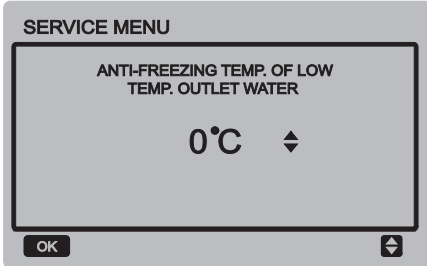 SERVICE MENU
ANTI-FREEZING TEMP. OF LOW
TEMP. OUTLET WATER
0°C
OK